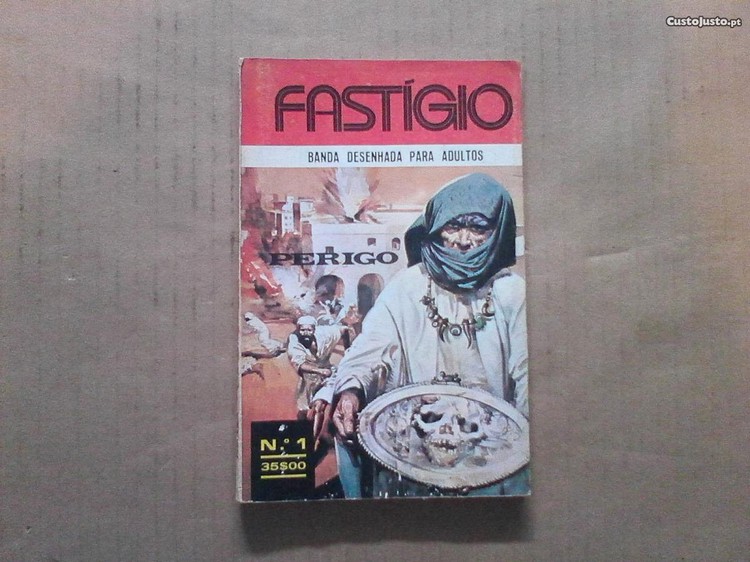 CustoJusto.pt
FASTÍGIO
BANDA DESENHADA PARA ADULTOS
PERIGO
N.º 1
35$00